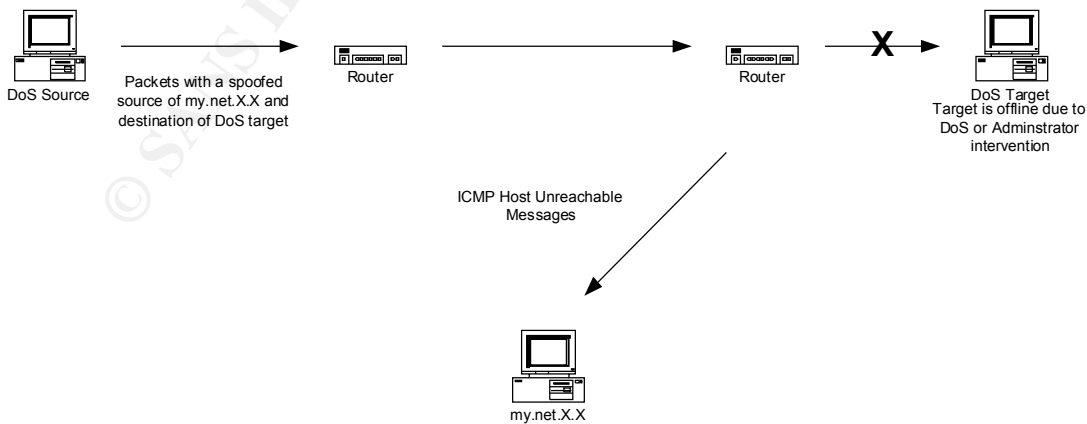 © SANS I
DoS Source
Packets with a spoofed
source of my.net.X.X and
destination of DoS target
Router
Router
X
DoS Target
Target is offline due to
DoS or Adminstrator
intervention
ICMP Host Unreachable
Messages
my.net.X.X